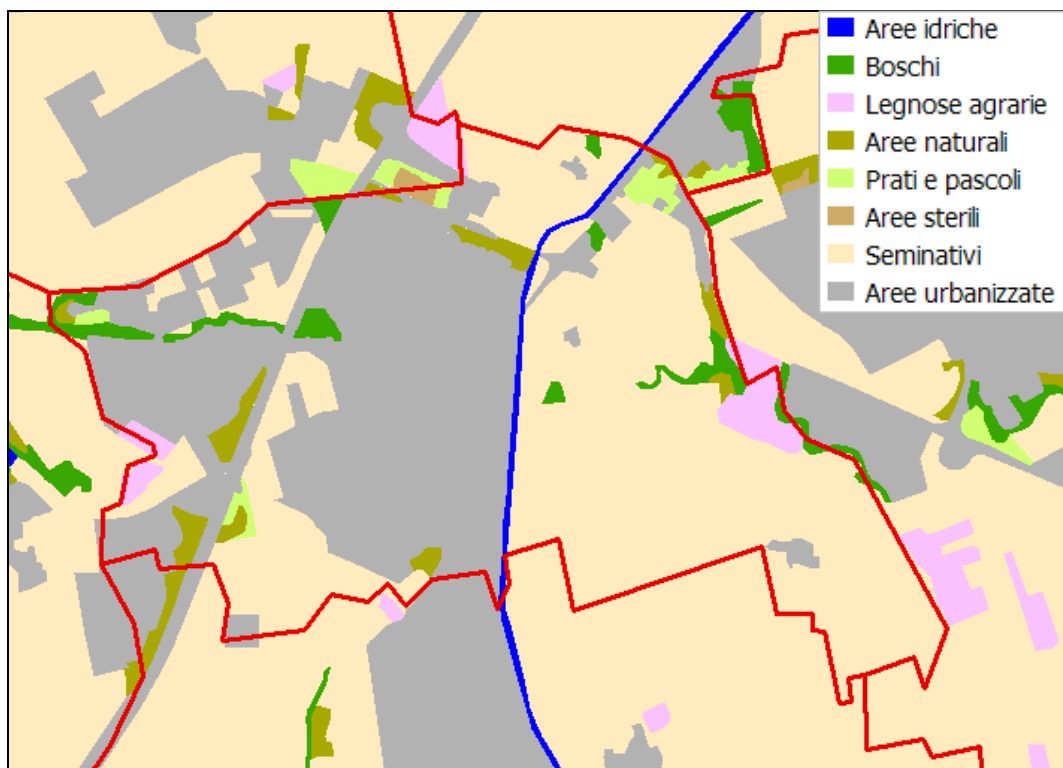 Aree idriche
Boschi
Legnose agrarie
Aree naturali
Prati e pascoli
Aree sterili
Seminativi
Aree urbanizzate